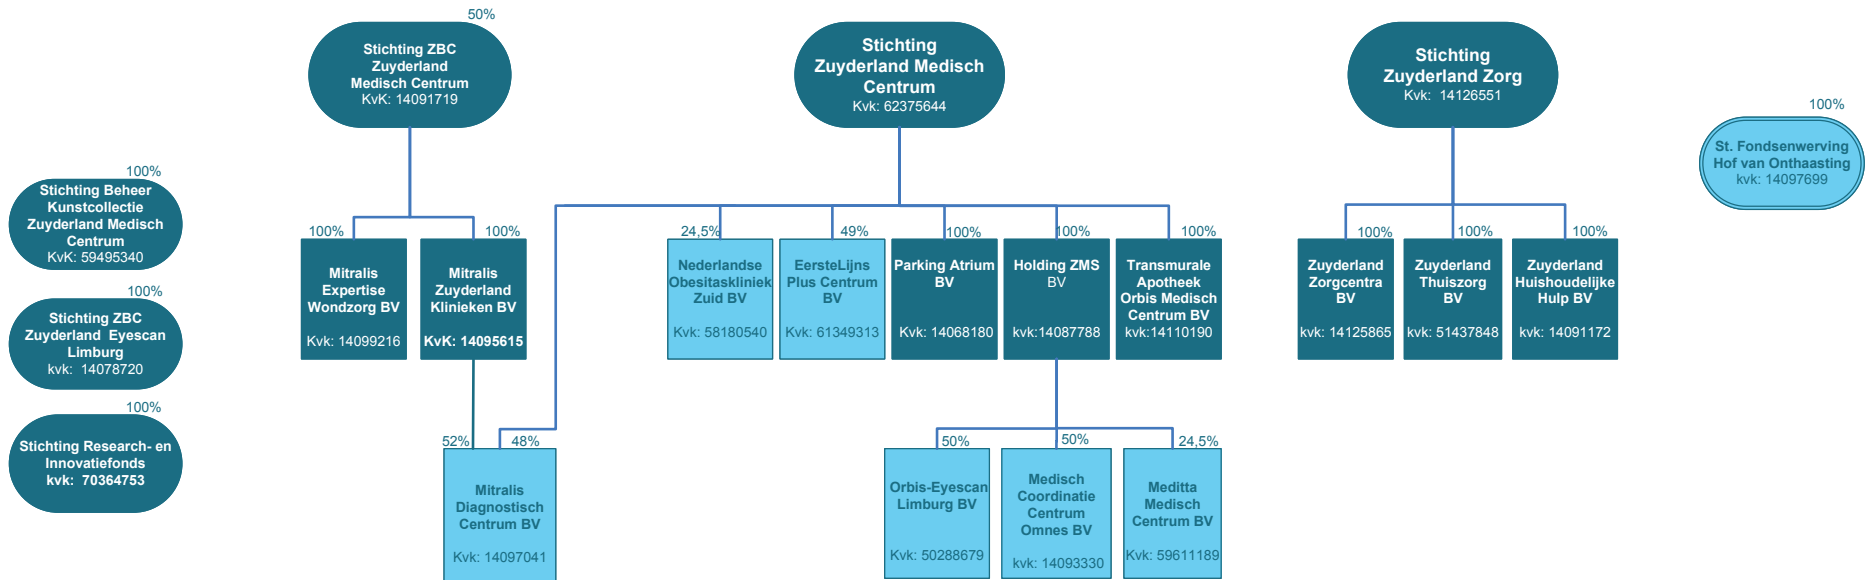 50%
Stichting ZBC
Zuyderland
Medisch Centrum
KvK: 14091719
Stichting
Zuyderland Medisch
Centrum
Kvk: 62375644
Stichting
Zuyderland Zorg
Kvk: 14126551
100%
St. Fondsenwerving
Hof van Onthaasting
kvk: 14097699
100%
Stichting Beheer
Kunstcollectie
Zuyderland Medisch
Centrum
KvK: 59495340
100%
Stichting ZBC
Zuyderland Eyescan
Limburg
kvk: 14078720
100%
Stichting Research- en
Innovatiefonds
kvk: 70364753
100%
Mitralis
Expertise
Wondzorg BV
Kvk: 14099216
100%
Mitralis
Zuyderland
Klinieken BV
KvK: 14095615
24,5%
Nederlandse
Obesitaskliniek
Zuid BV
Kvk: 58180540
49%
EersteLijns
Plus Centrum
BV
Kvk: 61349313
100%
Parking Atrium
BV
Kvk: 14068180
100%
Holding ZMS
BV
kvk:14087788
100%
Transmurale
Apotheek
Orbis Medisch
Centrum BV
kvk:14110190
100%
Zuyderland
Zorgcentra
BV
kvk: 14125865
100%
Zuyderland
Thuiszorg
BV
kvk: 51437848
100%
Zuyderland
Huishoudelijke
Hulp BV
kvk: 14091172
52%
48%
Mitralis
Diagnostisch
Centrum BV
Kvk: 14097041
50%
Orbis-Eyescan
Limburg BV
Kvk: 50288679
50%
Medisch
Coordinatie
Centrum
Omnes BV
kvk: 14093330
24,5%
Meditta
Medisch
Centrum BV
Kvk: 59611189